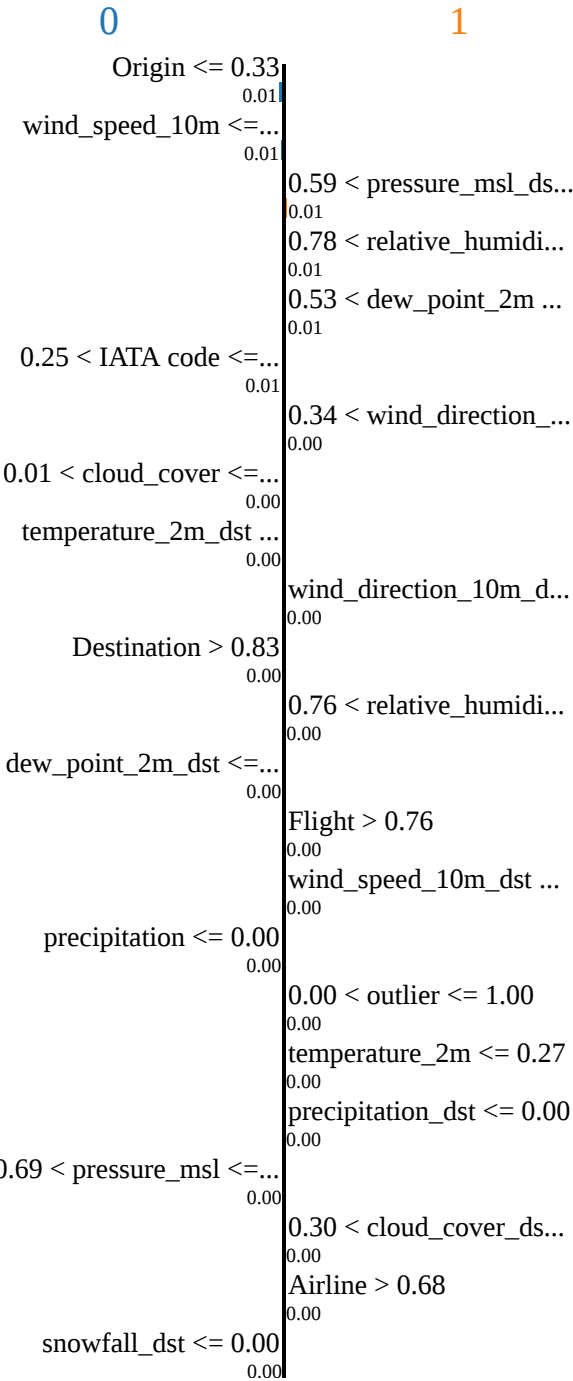 0 1
Origin <= 0.33
0.01
wind_speed_10m <=...
0.01
0.59 < pressure_msl_ds...
0.01
0.78 < relative_humidi...
0.01
0.53 < dew_point_2m ...
0.01
0.25 < IATA code <=...
0.01
0.34 < wind_direction_...
0.00
0.01 < cloud_cover <=...
0.00
temperature_2m_dst ...
0.00
wind_direction_10m_d...
0.00
Destination > 0.83
0.00
0.76 < relative_humidi...
0.00
dew_point_2m_dst <=...
0.00
Flight > 0.76
0.00
wind_speed_10m_dst ...
0.00
precipitation <= 0.00
0.00
0.00 < outlier <= 1.00
0.00
temperature_2m <= 0.27
0.00
precipitation_dst <= 0.00
0.00
0.69 < pressure_msl <=...
0.00
0.30 < cloud_cover_ds...
0.00
Airline > 0.68
0.00
snowfall_dst <= 0.00
0.00